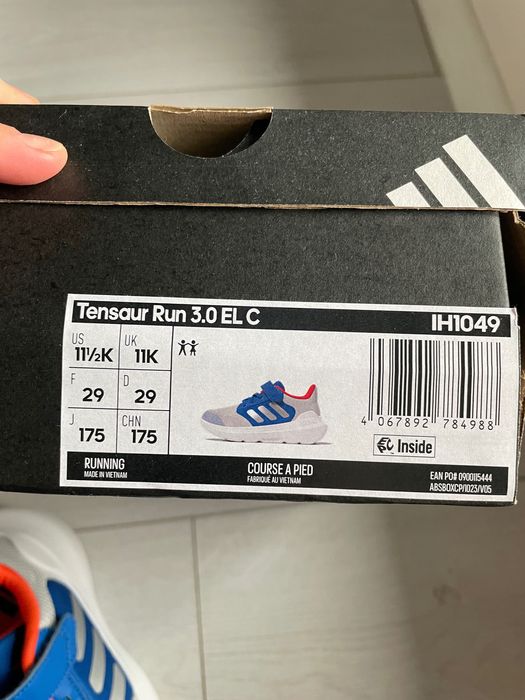 Tensaur Run 3.0 EL C
IH1049
US
11½K
UK
11K
F
29
D
29
J
175
CHN
175
4 067892 784988
Inside
RUNNING
MADE IN VIETNAM
COURSE A PIED
FABRIQUÉ AU VIETNAM
EAN PO# 0900115444
ABSBOXCP/1023/V05